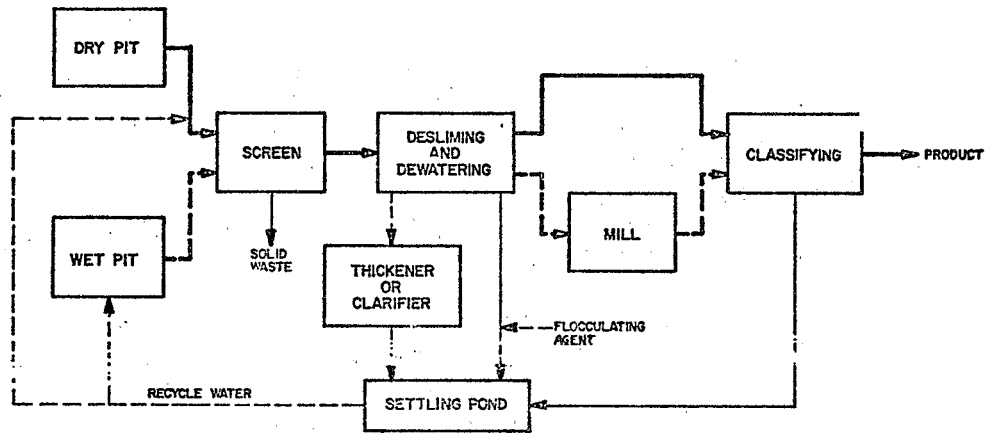 DRY PIT
SCREEN
DESLIMING
AND
DEWATERING
CLASSIFYING
PRODUCT
WET PIT
SOLID
WASTE
MILL
THICKENER
OR
CLARIFIER
FLOCCULATING
AGENT
RECYCLE WATER
SETTLING POND